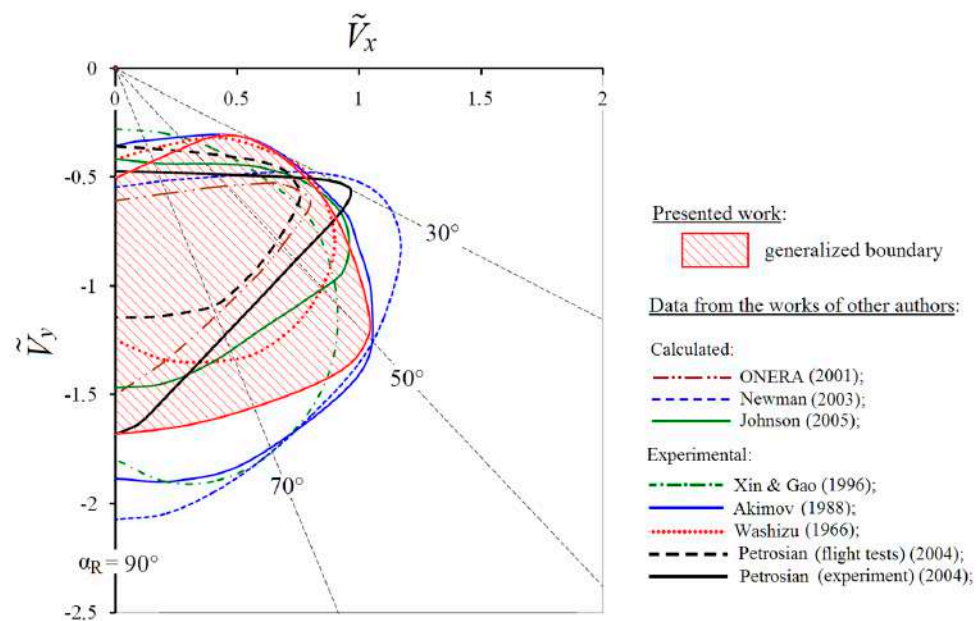 Ṽx
0
0 0.5 1 1.5 2
-0.5
-1
-1.5
-2
-2.5
Ṽy
30°
50°
70°
αR = 90°
Presented work:
generalized boundary
Data from the works of other authors:
Calculated:
ONERA (2001);
Newman (2003);
Johnson (2005);
Experimental:
Xin & Gao (1996);
Akimov (1988);
Washizu (1966);
Petrosian (flight tests) (2004);
Petrosian (experiment) (2004);